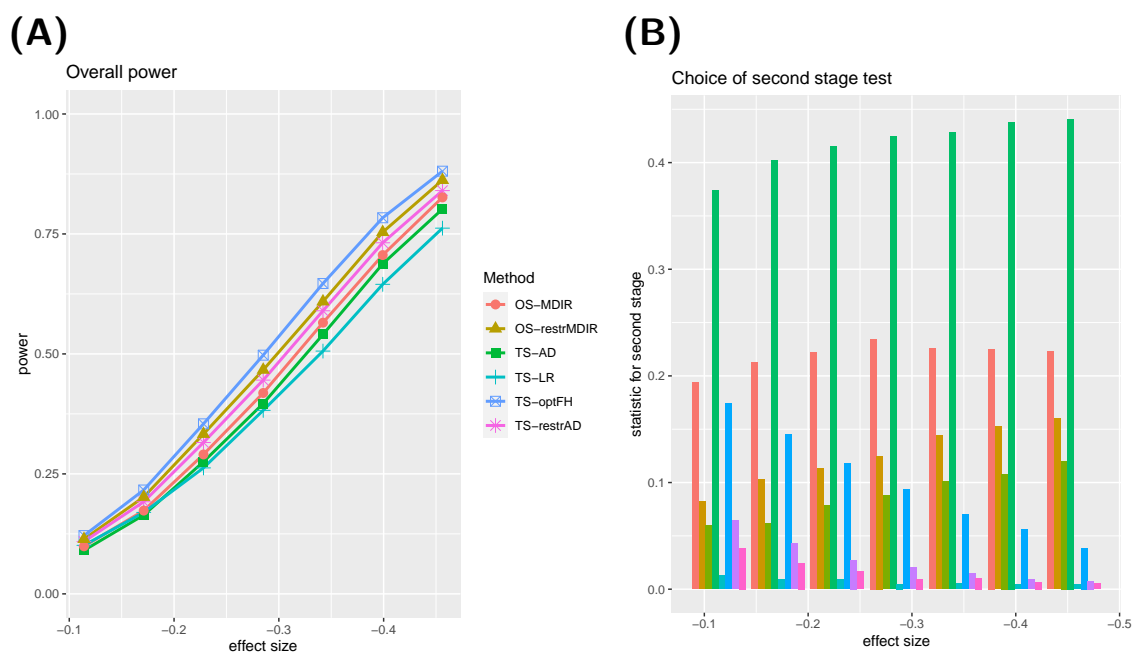 (A)
Overall power
1.00
0.75
0.50
0.25
0.00
power
−0.1
−0.2
−0.3
−0.4
effect size
Method
OS−MDIR
OS−restrMDIR
TS−AD
TS−LR
TS−optFH
TS−restrAD
(B)
Choice of second stage test
0.4
0.3
0.2
0.1
0.0
statistic for second stage
−0.1
−0.2
−0.3
−0.4
−0.5
effect size